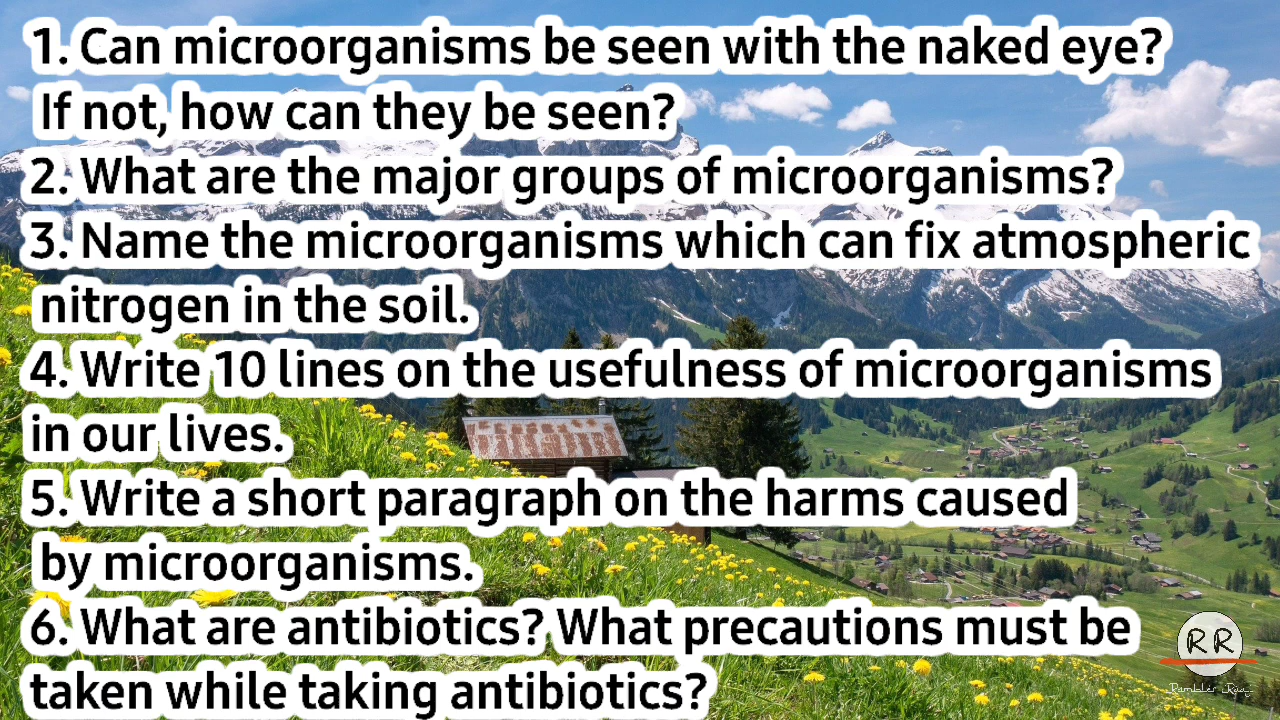 1. Can microorganisms be seen with the naked eye?
If not, how can they be seen?
2. What are the major groups of microorganisms?
3. Name the microorganisms which can fix atmospheric
nitrogen in the soil.
4. Write 10 lines on the usefulness of microorganisms
in our lives.
5. Write a short paragraph on the harms caused
by microorganisms.
6. What are antibiotics? What precautions must be
taken while taking antibiotics?
RR